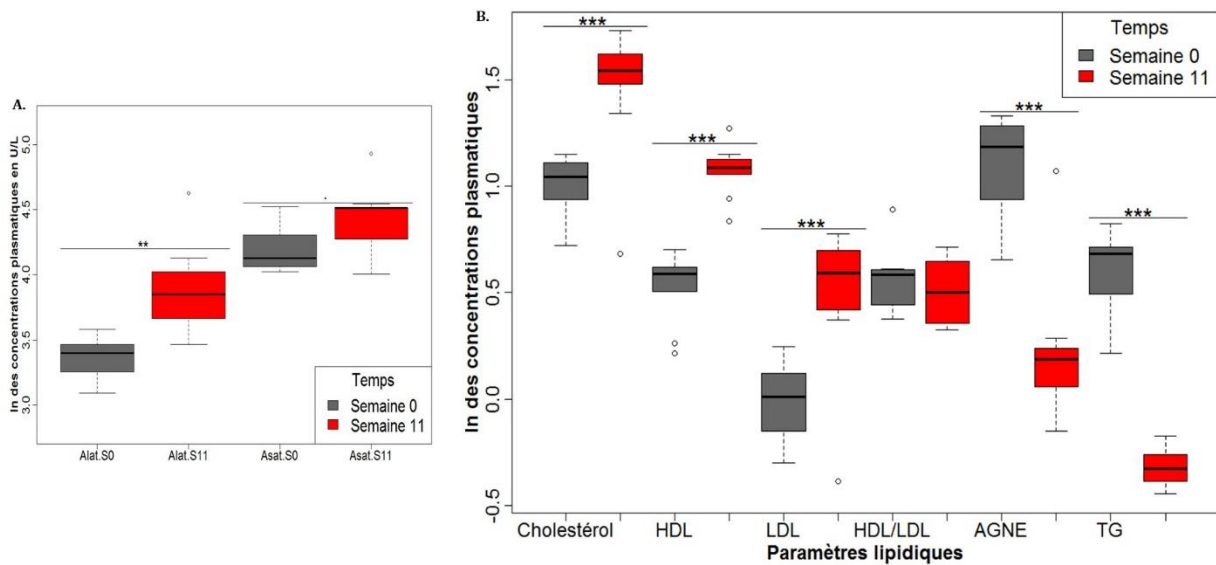 A.
ln des concentrations plasmatiques en U/L
5.0
4.5
4.0
3.5
3.0
**
.
Temps
Semaine 0
Semaine 11
Alat.S0
Alat.S11
Asat.S0
Asat.S11
B.
ln des concentrations plasmatiques
1.5
1.0
0.5
0.0
-0.5
***
***
***
***
***
Temps
Semaine 0
Semaine 11
Cholestérol
HDL
LDL
HDL/LDL
AGNE
TG
Paramètres lipidiques